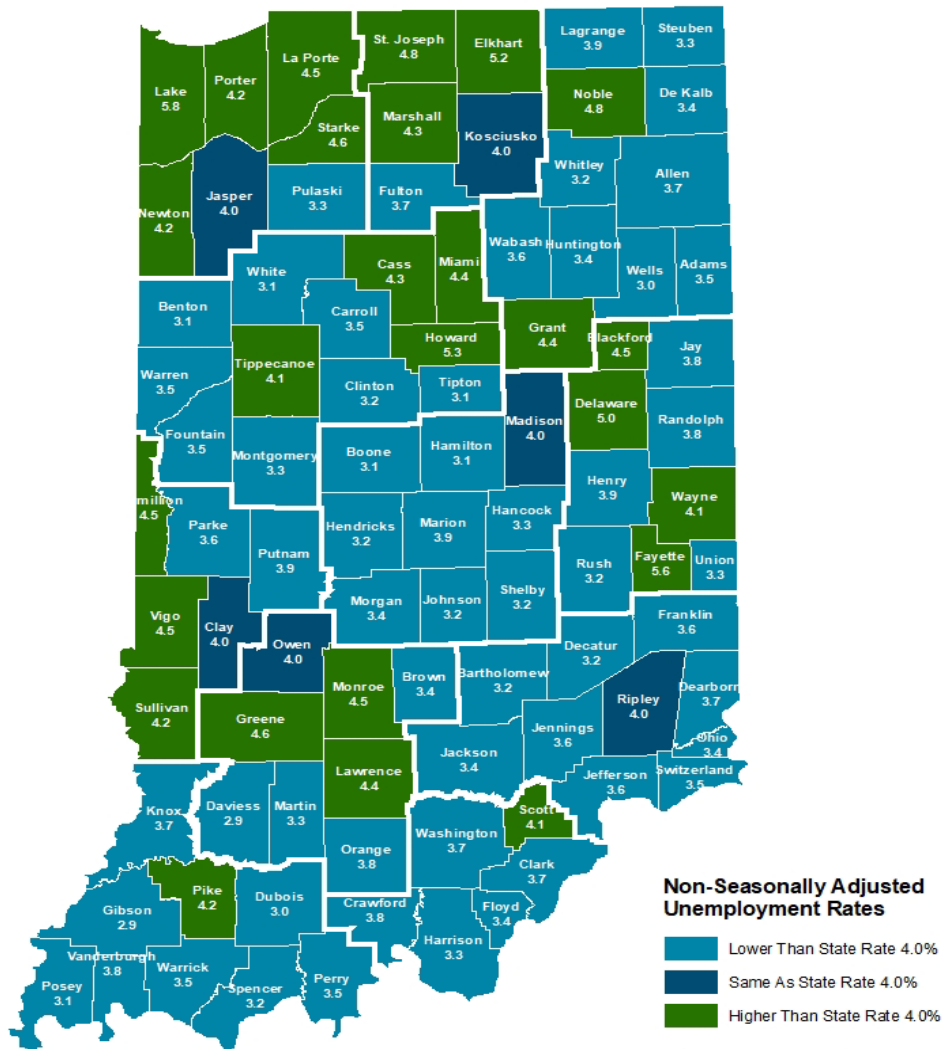 St. Joseph
4.8
Elkhart
5.2
Lagrange
3.9
Steuben
3.3
La Porte
4.5
Porter
4.2
Lake
5.8
Noble
4.8
De Kalb
3.4
Marshall
4.3
Starke
4.6
Kosciusko
4.0
Whitley
3.2
Allen
3.7
Jasper
4.0
Pulaski
3.3
Fulton
3.7
Newton
4.2
Wabash
3.6
Huntington
3.4
Wells
3.0
Adams
3.5
White
3.1
Cass
4.3
Miami
4.4
Benton
3.1
Carroll
3.5
Howard
5.3
Grant
4.4
Blackford
4.5
Jay
3.8
Tippecanoe
4.1
Warren
3.5
Clinton
3.2
Tipton
3.1
Madison
4.0
Delaware
5.0
Randolph
3.8
Fountain
3.5
Montgomery
3.3
Boone
3.1
Hamilton
3.1
Henry
3.9
Wayne
4.1
million
4.5
Parke
3.6
Putnam
3.9
Hendricks
3.2
Marion
3.9
Hancock
3.3
Rush
3.2
Fayette
5.6
Union
3.3
Vigo
4.5
Clay
4.0
Owen
4.0
Morgan
3.4
Johnson
3.2
Shelby
3.2
Franklin
3.6
Decatur
3.2
Sullivan
4.2
Greene
4.6
Monroe
4.5
Brown
3.4
Bartholomew
3.2
Ripley
4.0
Dearborn
3.7
Jennings
3.6
Ohio
3.4
Jackson
3.4
Jefferson
3.6
Switzerland
3.5
Lawrence
4.4
Knox
3.7
Daviess
2.9
Martin
3.3
Scott
4.1
Washington
3.7
Orange
3.8
Clark
3.7
Pike
4.2
Dubois
3.0
Gibson
2.9
Crawford
3.8
Floyd
3.4
Harrison
3.3
Vanderburgh
3.8
Posey
3.1
Warrick
3.5
Spencer
3.2
Perry
3.5
Non-Seasonally Adjusted
Unemployment Rates
Lower Than State Rate 4.0%
Same As State Rate 4.0%
Higher Than State Rate 4.0%